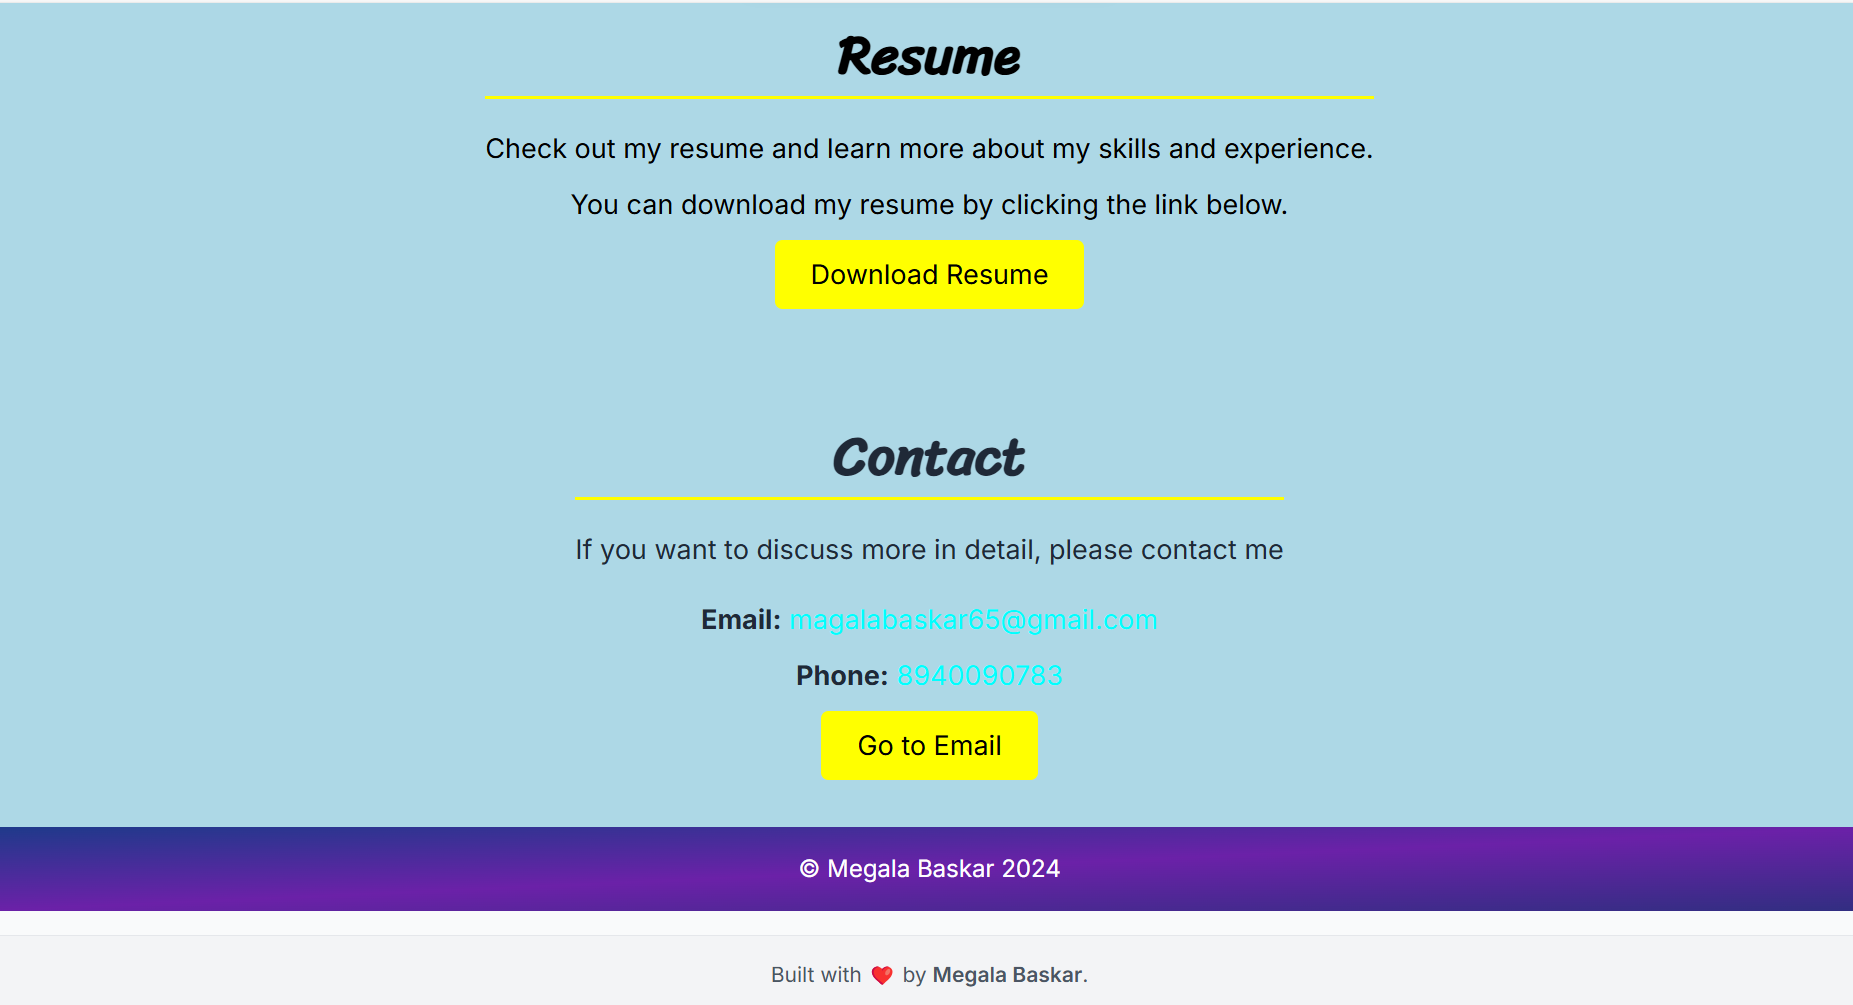 Resume
Check out my resume and learn more about my skills and experience.
You can download my resume by clicking the link below.
Download Resume
Contact
If you want to discuss more in detail, please contact me
Email: magalabaskar65@gmail.com
Phone: 8940090783
Go to Email
© Megala Baskar 2024
Built with ❤️ by Megala Baskar.